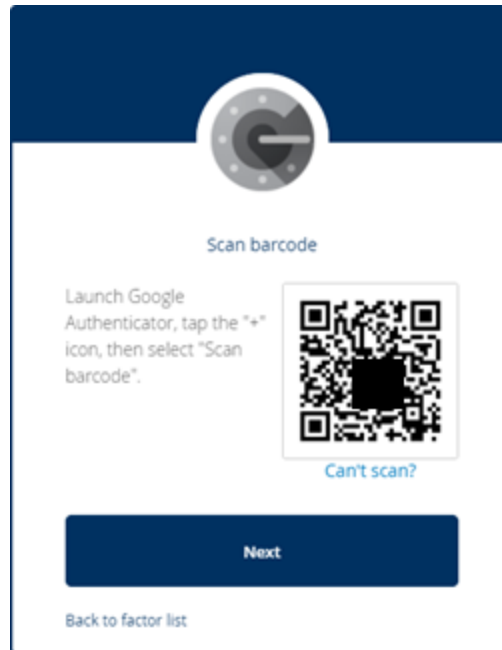 Scan barcode
Launch Google
Authenticator, tap the "+"
icon, then select "Scan
barcode".
Can't scan?
Next
Back to factor list